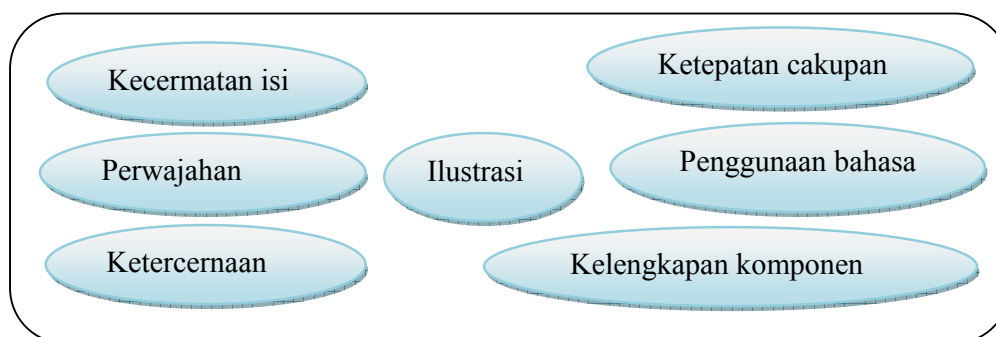 Kecermatan isi
Ketepatan cakupan
Perwajahan
Ilustrasi
Penggunaan bahasa
Ketercernaan
Kelengkapan komponen